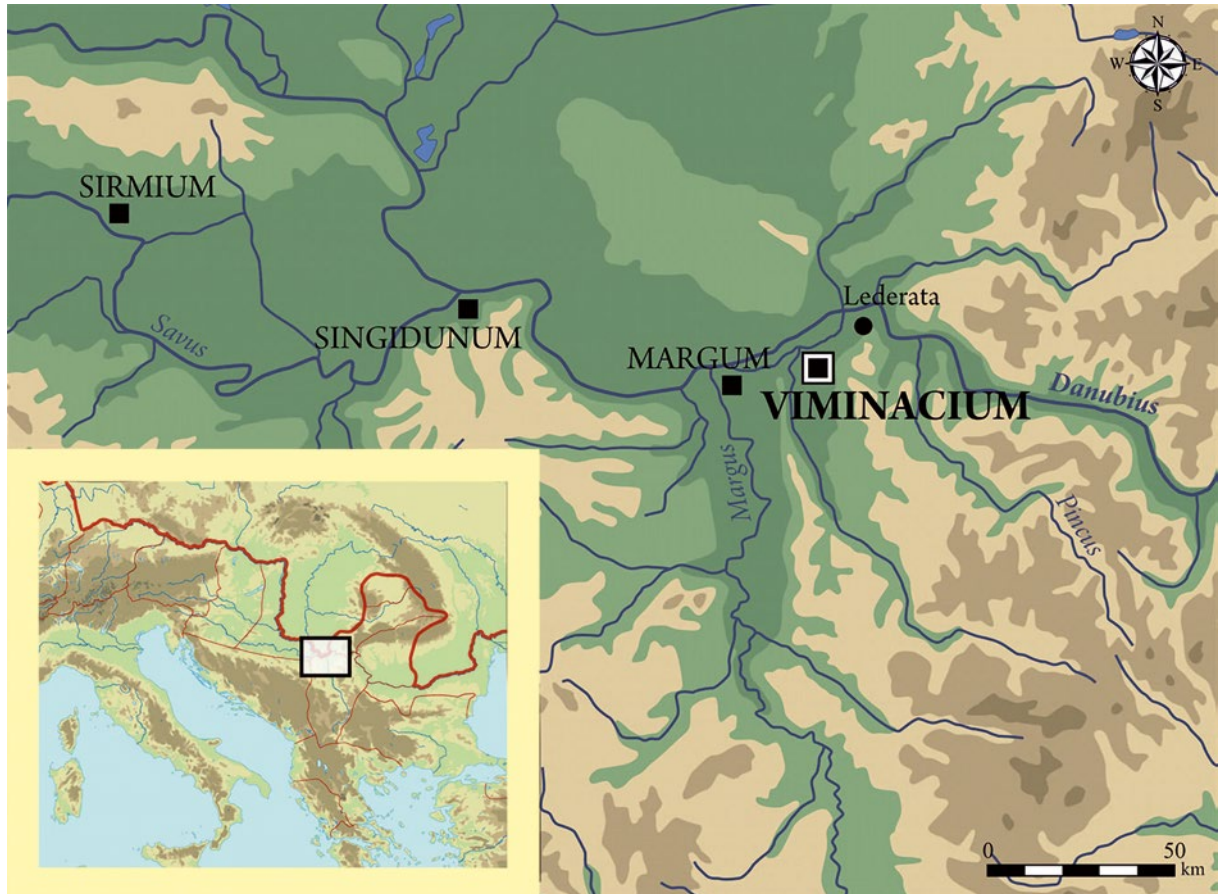 N
W E
S
SIRMIUM
Savus
SINGIDUNUM
Lederata
MARGUM
VIMINACIUM
Danubius
Margus
Pincus
0 50
km